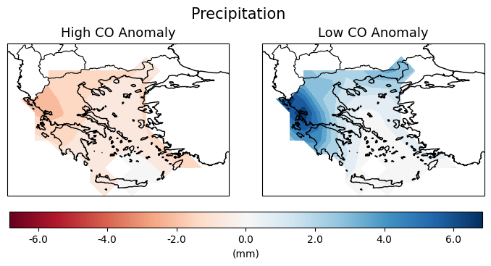 Precipitation
High CO Anomaly
Low CO Anomaly
-6.0 -4.0 -2.0 0.0 2.0 4.0 6.0
(mm)